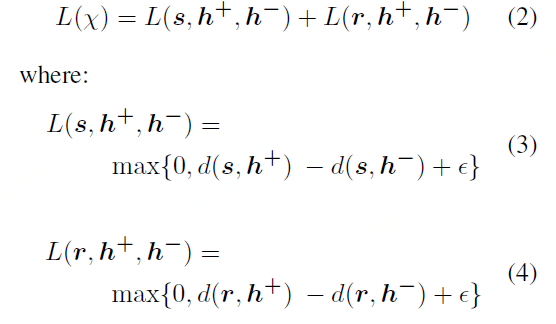 L(χ) = L(s, h⁺, h⁻) + L(r, h⁺, h⁻) (2)
where:
L(s, h⁺, h⁻) =
max{0, d(s, h⁺) − d(s, h⁻) + ϵ} (3)
L(r, h⁺, h⁻) =
max{0, d(r, h⁺) − d(r, h⁻) + ϵ} (4)